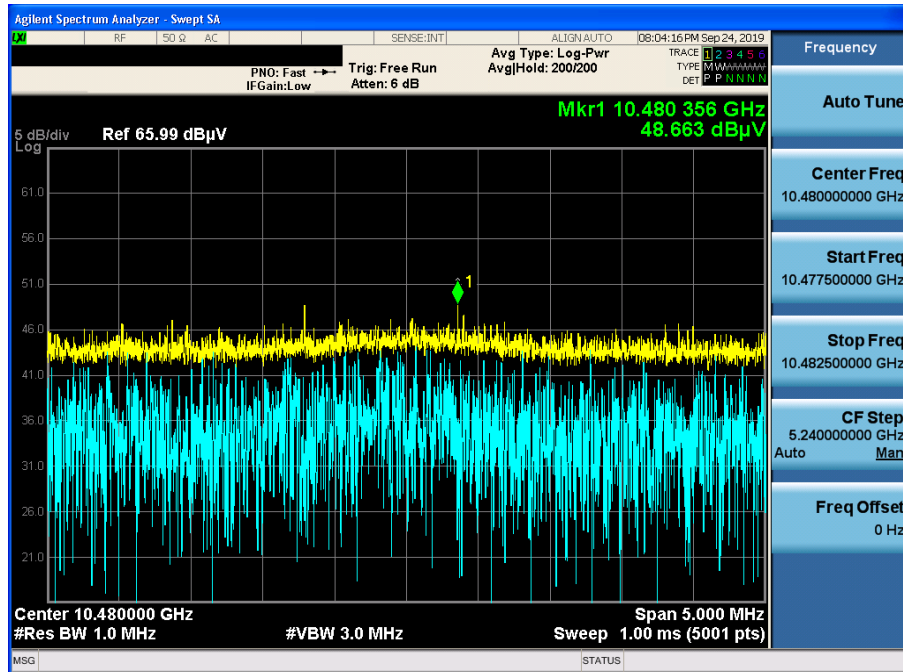 Agilent Spectrum Analyzer - Swept SA
LXI RF 50 Ω AC SENSE:INT ALIGN AUTO 08:04:16 PM Sep 24, 2019
PNO: Fast Trig: Free Run Avg Type: Log-Pwr TRACE 1 2 3 4 5 6
IFGain:Low Atten: 6 dB Avg|Hold: 200/200 TYPE MWWWWW
DET P P N N N N
Frequency
Mkr1 10.480 356 GHz
48.663 dBµV
5 dB/div Ref 65.99 dBµV
Log
61.0
56.0
51.0
46.0
41.0
36.0
31.0
26.0
21.0
1
Center 10.480000 GHz Span 5.000 MHz
#Res BW 1.0 MHz #VBW 3.0 MHz Sweep 1.00 ms (5001 pts)
MSG STATUS
Auto Tune
Center Freq
10.480000000 GHz
Start Freq
10.477500000 GHz
Stop Freq
10.482500000 GHz
CF Step
5.240000000 GHz
Auto Man
Freq Offset
0 Hz